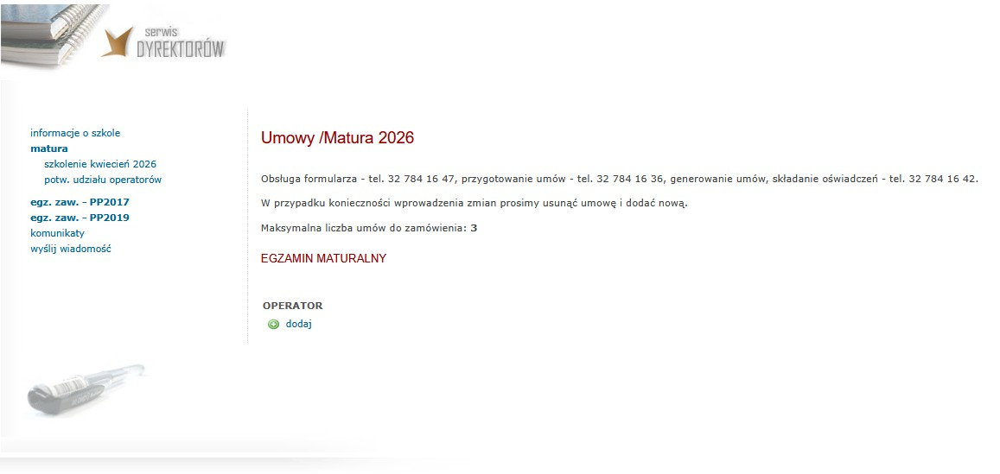 serwis
DYREKTORÓW
informacje o szkole
matura
szkolenie kwiecień 2026
potw. udziału operatorów
egz. zaw. - PP2017
egz. zaw. - PP2019
komunikaty
wyślij wiadomość
Umowy /Matura 2026
Obsługa formularza - tel. 32 784 16 47, przygotowanie umów - tel. 32 784 16 36, generowanie umów, składanie oświadczeń - tel. 32 784 16 42.
W przypadku konieczności wprowadzenia zmian prosimy usunąć umowę i dodać nową.
Maksymalna liczba umów do zamówienia: 3
EGZAMIN MATURALNY
OPERATOR
dodaj